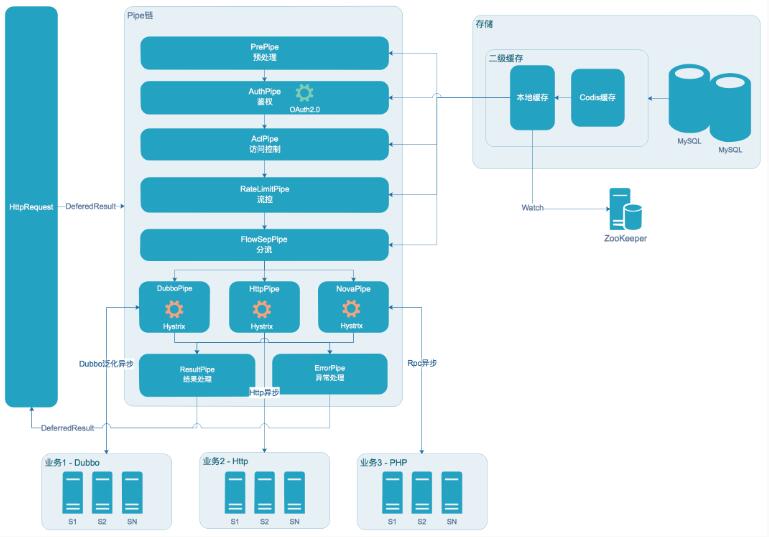 Pipe链
存储
PrePipe
预处理
二级缓存
AuthPipe
鉴权
OAuth2.0
本地缓存
Codis缓存
MySQL
MySQL
AclPipe
访问控制
RateLimitPipe
流控
HttpRequest
DeferedResult
Watch
ZooKeeper
FlowSepPipe
分流
DubboPipe
Hystrix
HttpPipe
Hystrix
NovaPipe
Hystrix
Dubbo泛化异步
Rpc异步
ResultPipe
结果处理
ErrorPipe
异常处理
Http异步
DeferredResult
业务1 - Dubbo
S1
S2
SN
业务2 - Http
S1
S2
SN
业务3 - PHP
S1
S2
SN